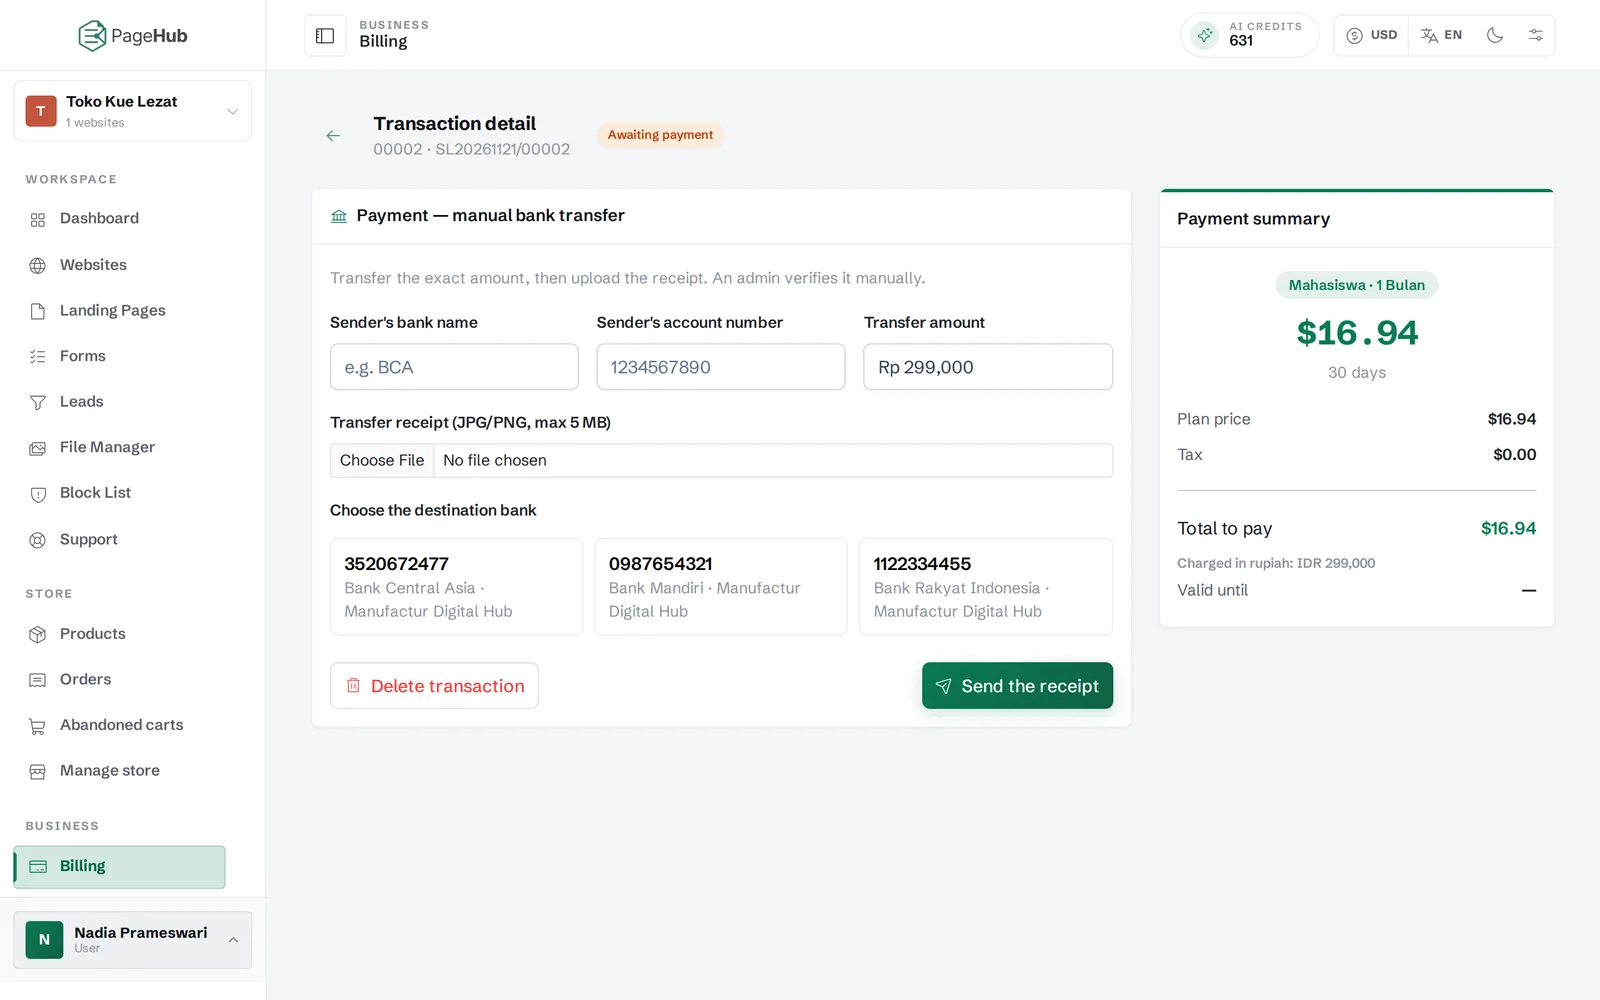 PageHub
BUSINESS
Billing
AI CREDITS
631
USD
EN
T
Toko Kue Lezat
1 websites
WORKSPACE
Dashboard
Websites
Landing Pages
Forms
Leads
File Manager
Block List
Support
STORE
Products
Orders
Abandoned carts
Manage store
BUSINESS
Billing
N
Nadia Prameswari
User
Transaction detail
00002 · SL20261121/00002
Awaiting payment
Payment — manual bank transfer
Transfer the exact amount, then upload the receipt. An admin verifies it manually.
Sender's bank name
Sender's account number
Transfer amount
e.g. BCA
1234567890
Rp 299,000
Transfer receipt (JPG/PNG, max 5 MB)
Choose File
No file chosen
Choose the destination bank
3520672477
Bank Central Asia ·
Manufactur Digital Hub
0987654321
Bank Mandiri · Manufactur
Digital Hub
1122334455
Bank Rakyat Indonesia ·
Manufactur Digital Hub
Delete transaction
Send the receipt
Payment summary
Mahasiswa · 1 Bulan
$16.94
30 days
Plan price
$16.94
Tax
$0.00
Total to pay
$16.94
Charged in rupiah: IDR 299,000
Valid until
—